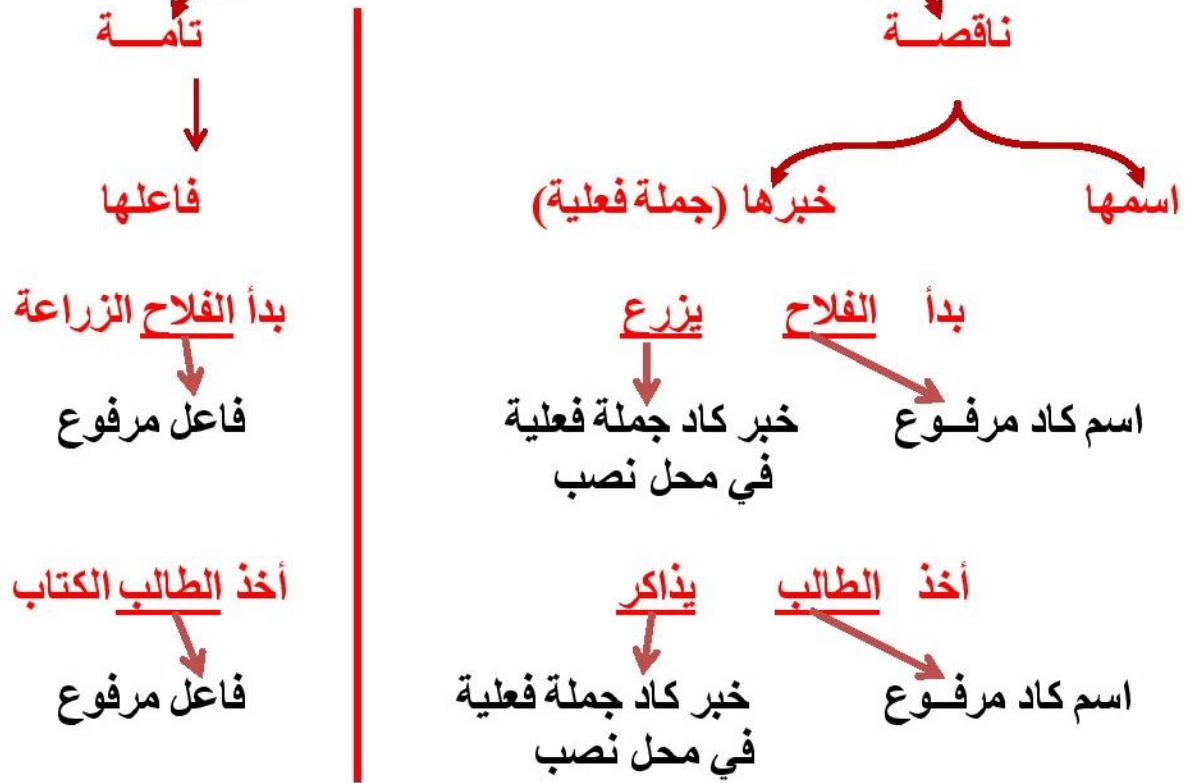 ناقصـــة
تامـــة
اسمها
خبرها (جملة فعلية)
فاعلها
بدأ الفلاح يزرع
بدأ الفلاح الزراعة
اسم كاد مرفــوع
خبر كاد جملة فعلية
في محل نصب
فاعل مرفوع
أخذ الطالب يذاكر
أخذ الطالب الكتاب
اسم كاد مرفــوع
خبر كاد جملة فعلية
في محل نصب
فاعل مرفوع